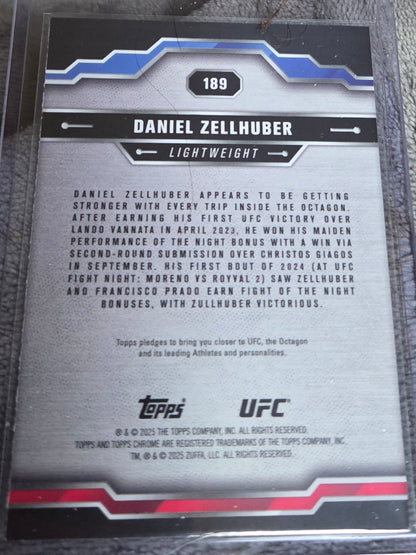 189
DANIEL ZELLHUBER
LIGHTWEIGHT
DANIEL ZELLHUBER APPEARS TO BE GETTING
STRONGER WITH EVERY TRIP INSIDE THE OCTAGON.
AFTER EARNING HIS FIRST UFC VICTORY OVER
LANDO VANNATA IN APRIL 2023, HE WON HIS MAIDEN
PERFORMANCE OF THE NIGHT BONUS WITH A WIN VIA
SECOND-ROUND SUBMISSION OVER CHRISTOS GIAGOS
IN SEPTEMBER. HIS FIRST BOUT OF 2024 (AT UFC
FIGHT NIGHT: MORENO VS ROYVAL 2) SAW ZELLHUBER
AND FRANCISCO PRADO EARN FIGHT OF THE NIGHT
BONUSES, WITH ZULLHUBER VICTORIOUS.
Topps pledges to bring you closer to UFC, the Octagon
and its leading Athletes and personalities.
Topps UFC®
® & © 2025 THE TOPPS COMPANY, INC. ALL RIGHTS RESERVED.
TOPPS AND TOPPS CHROME ARE REGISTERED TRADEMARKS OF THE TOPPS COMPANY, INC.
TM, ® & © 2025 ZUFFA, LLC. ALL RIGHTS RESERVED.